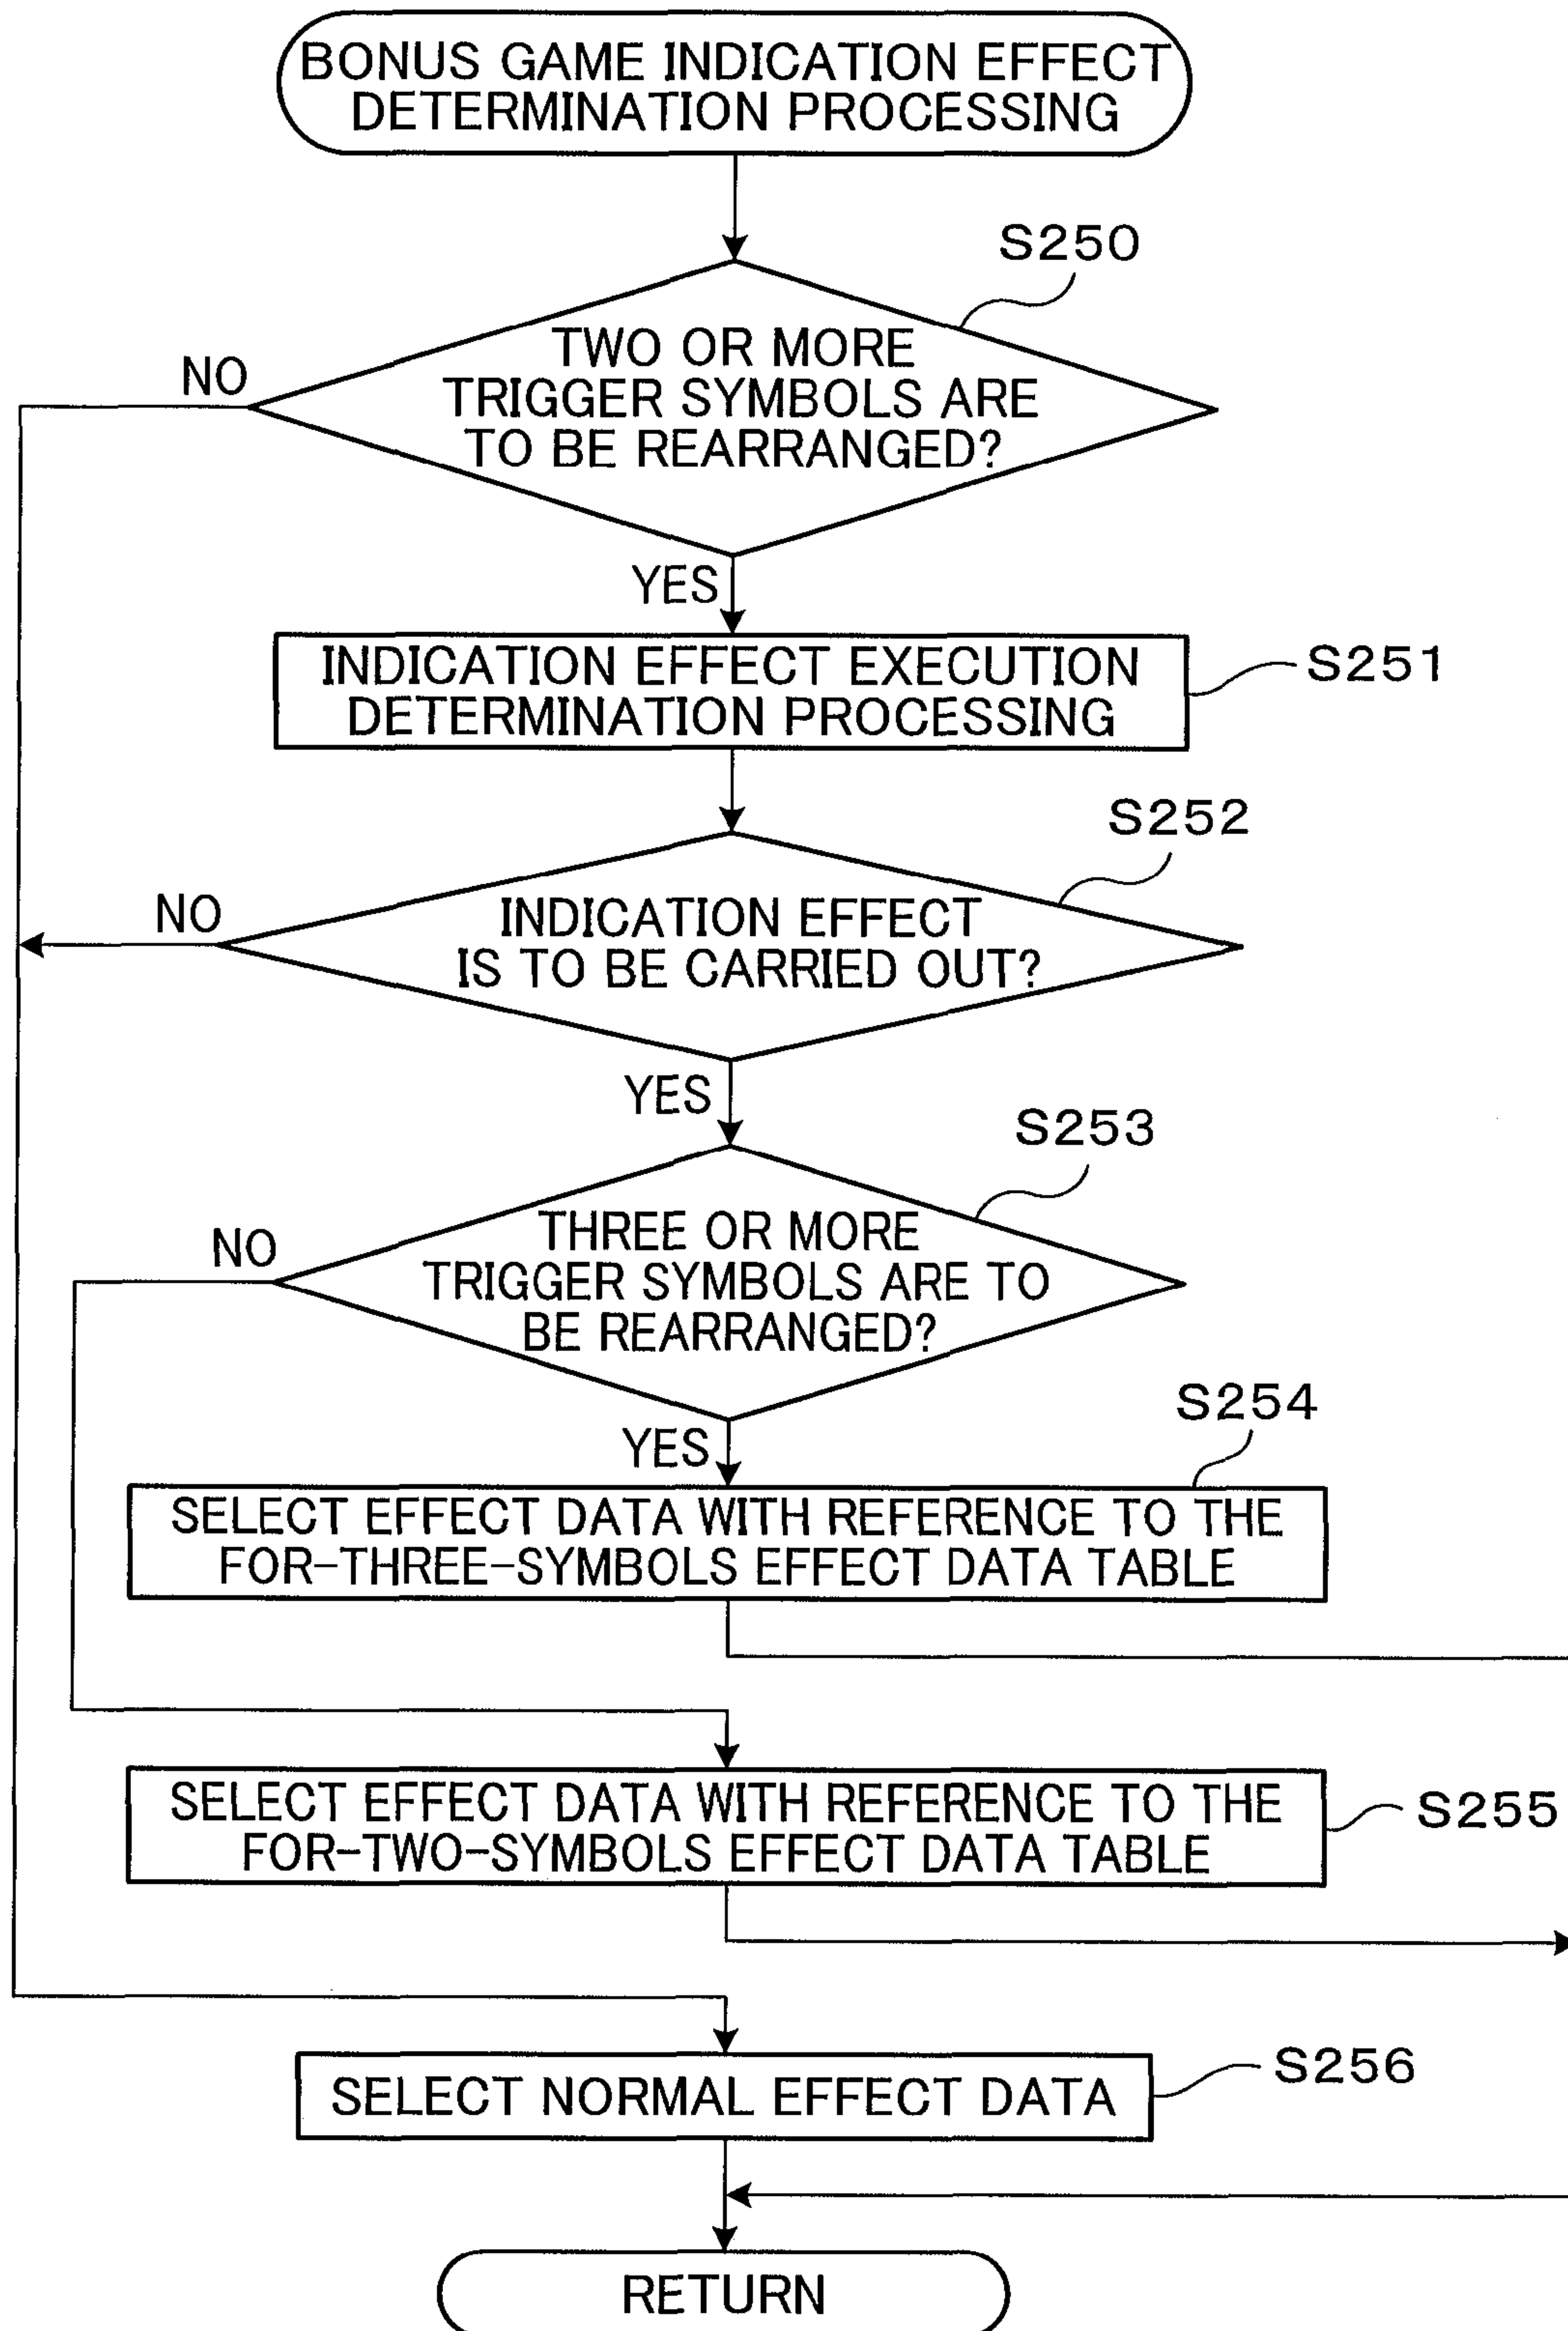 BONUS GAME INDICATION EFFECT
DETERMINATION PROCESSING
S250
TWO OR MORE
TRIGGER SYMBOLS ARE
TO BE REARRANGED?
NO
YES
INDICATION EFFECT EXECUTION
DETERMINATION PROCESSING
S251
S252
INDICATION EFFECT
IS TO BE CARRIED OUT?
NO
YES
S253
THREE OR MORE
TRIGGER SYMBOLS ARE TO
BE REARRANGED?
NO
YES
S254
SELECT EFFECT DATA WITH REFERENCE TO THE
FOR-THREE-SYMBOLS EFFECT DATA TABLE
SELECT EFFECT DATA WITH REFERENCE TO THE
FOR-TWO-SYMBOLS EFFECT DATA TABLE
S255
SELECT NORMAL EFFECT DATA
S256
RETURN